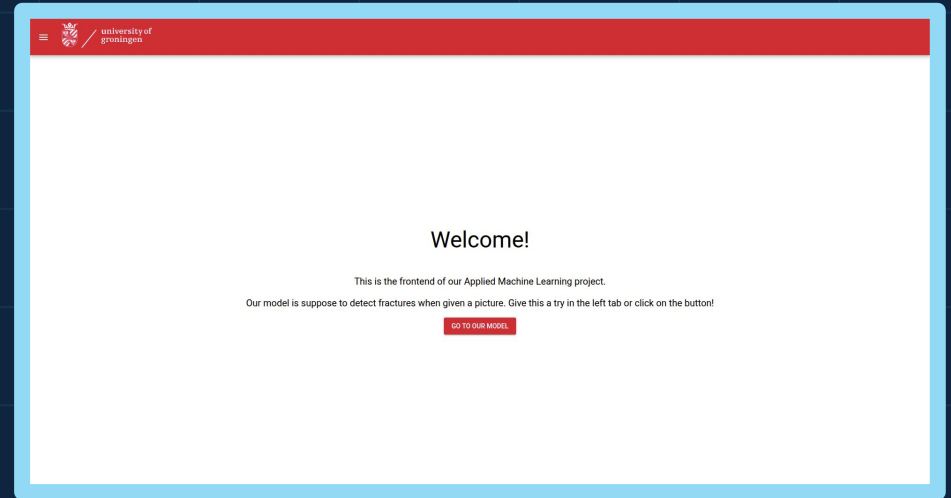 university of
groningen
Welcome!
This is the frontend of our Applied Machine Learning project.
Our model is suppose to detect fractures when given a picture. Give this a try in the left tab or click on the button!
GO TO OUR MODEL